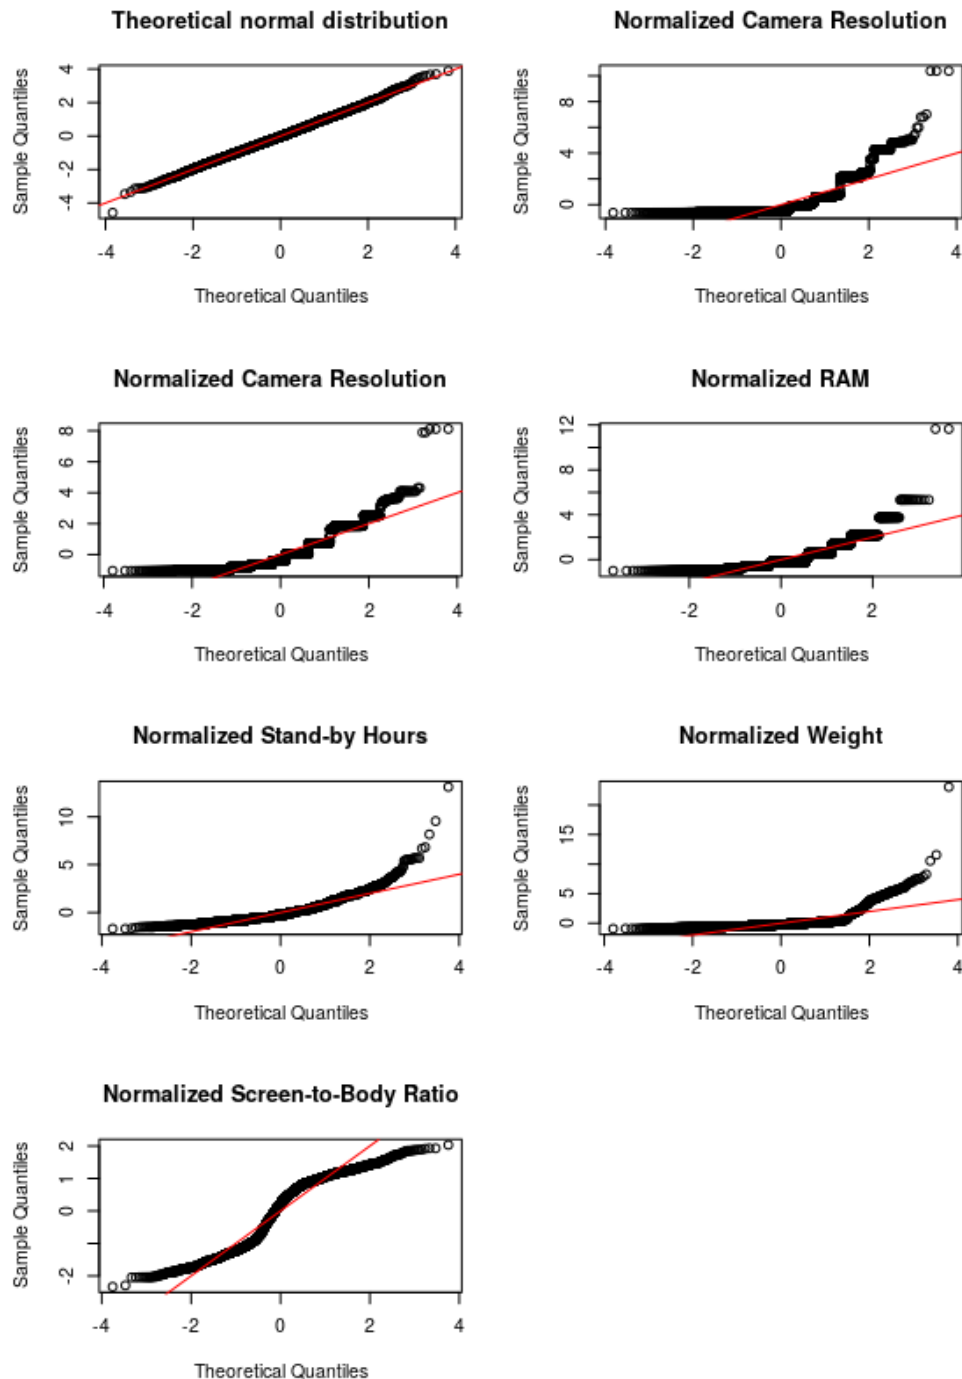 Theoretical normal distribution
Sample Quantiles
4
2
0
-2
-4
-4 -2 0 2 4
Theoretical Quantiles
Normalized Camera Resolution
Sample Quantiles
8
4
0
-4 -2 0 2 4
Theoretical Quantiles
Normalized Camera Resolution
Sample Quantiles
8
6
4
2
0
-4 -2 0 2 4
Theoretical Quantiles
Normalized RAM
Sample Quantiles
12
8
4
0
-2 0 2
Theoretical Quantiles
Normalized Stand-by Hours
Sample Quantiles
10
5
0
-4 -2 0 2 4
Theoretical Quantiles
Normalized Weight
Sample Quantiles
15
5
0
-4 -2 0 2 4
Theoretical Quantiles
Normalized Screen-to-Body Ratio
Sample Quantiles
2
1
0
-2
-4 -2 0 2 4
Theoretical Quantiles